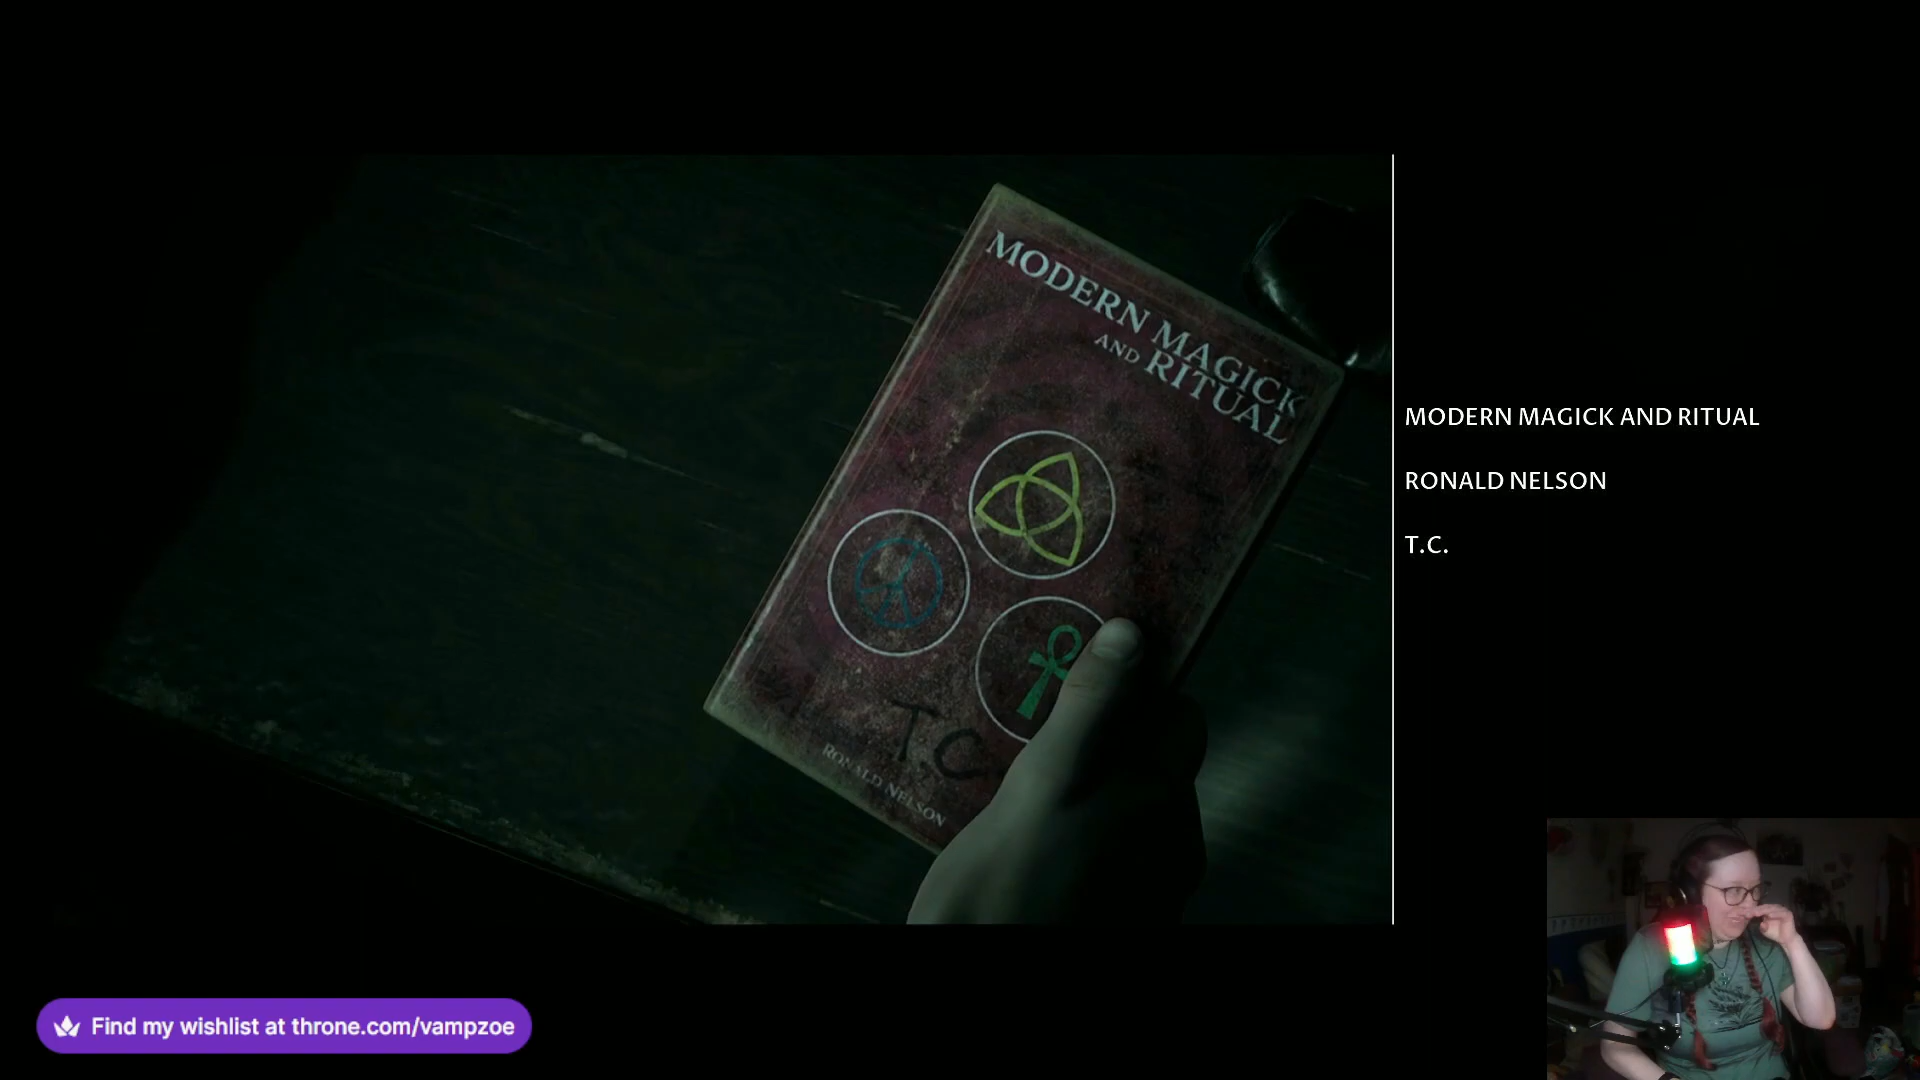 MODERN MAGICK
AND RITUAL
T.C.
RONALD NELSON
MODERN MAGICK AND RITUAL
RONALD NELSON
T.C.
Find my wishlist at throne.com/vampzoe